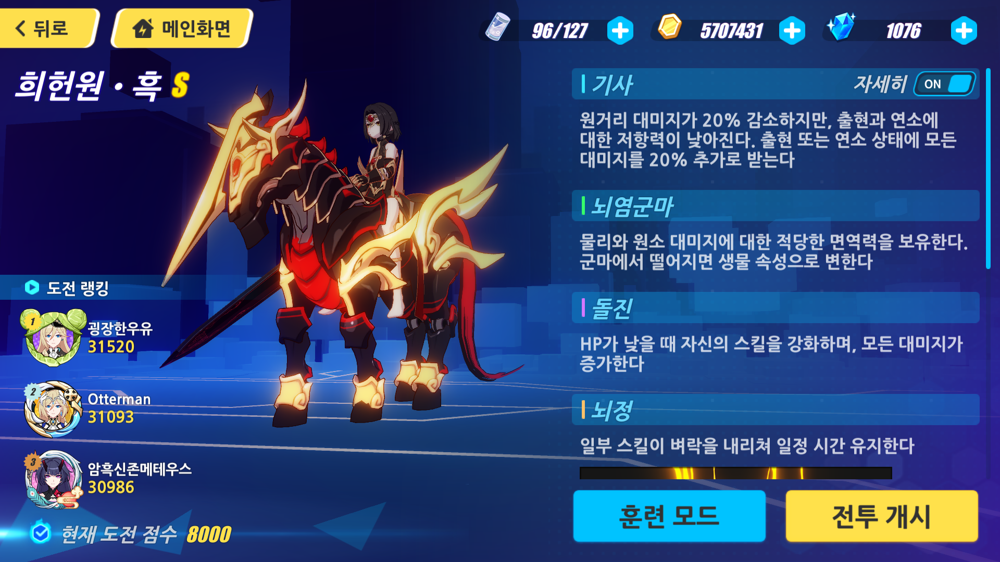 뒤로
메인화면
96/127
5707431
1076
희헌원·흑 S
기사
자세히 ON
원거리 대미지가 20% 감소하지만, 출현과 연소에
대한 저항력이 낮아진다. 출현 또는 연소 상태에 모든
대미지를 20% 추가로 받는다
뇌염군마
물리와 원소 대미지에 대한 적당한 면역력을 보유한다.
군마에서 떨어지면 생물 속성으로 변한다
돌진
HP가 낮을 때 자신의 스킬을 강화하며, 모든 대미지가
증가한다
뇌정
일부 스킬이 벼락을 내리쳐 일정 시간 유지한다
도전 랭킹
1
굉장한우유
31520
2
Otterman
31093
3
암흑신존메테우스
30986
현재 도전 점수 8000
훈련 모드
전투 개시